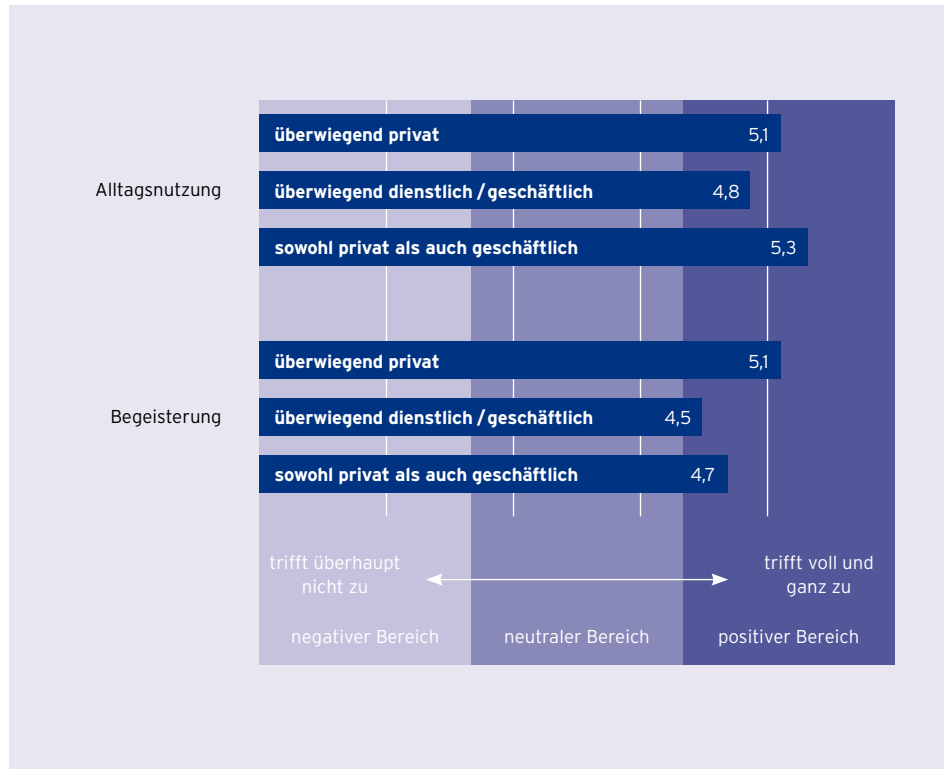 überwiegend privat 5,1
Alltagsnutzung
überwiegend dienstlich / geschäftlich 4,8
sowohl privat als auch geschäftlich 5,3
überwiegend privat 5,1
Begeisterung
überwiegend dienstlich / geschäftlich 4,5
sowohl privat als auch geschäftlich 4,7
trifft überhaupt
nicht zu
trifft voll und
ganz zu
negativer Bereich
neutraler Bereich
positiver Bereich